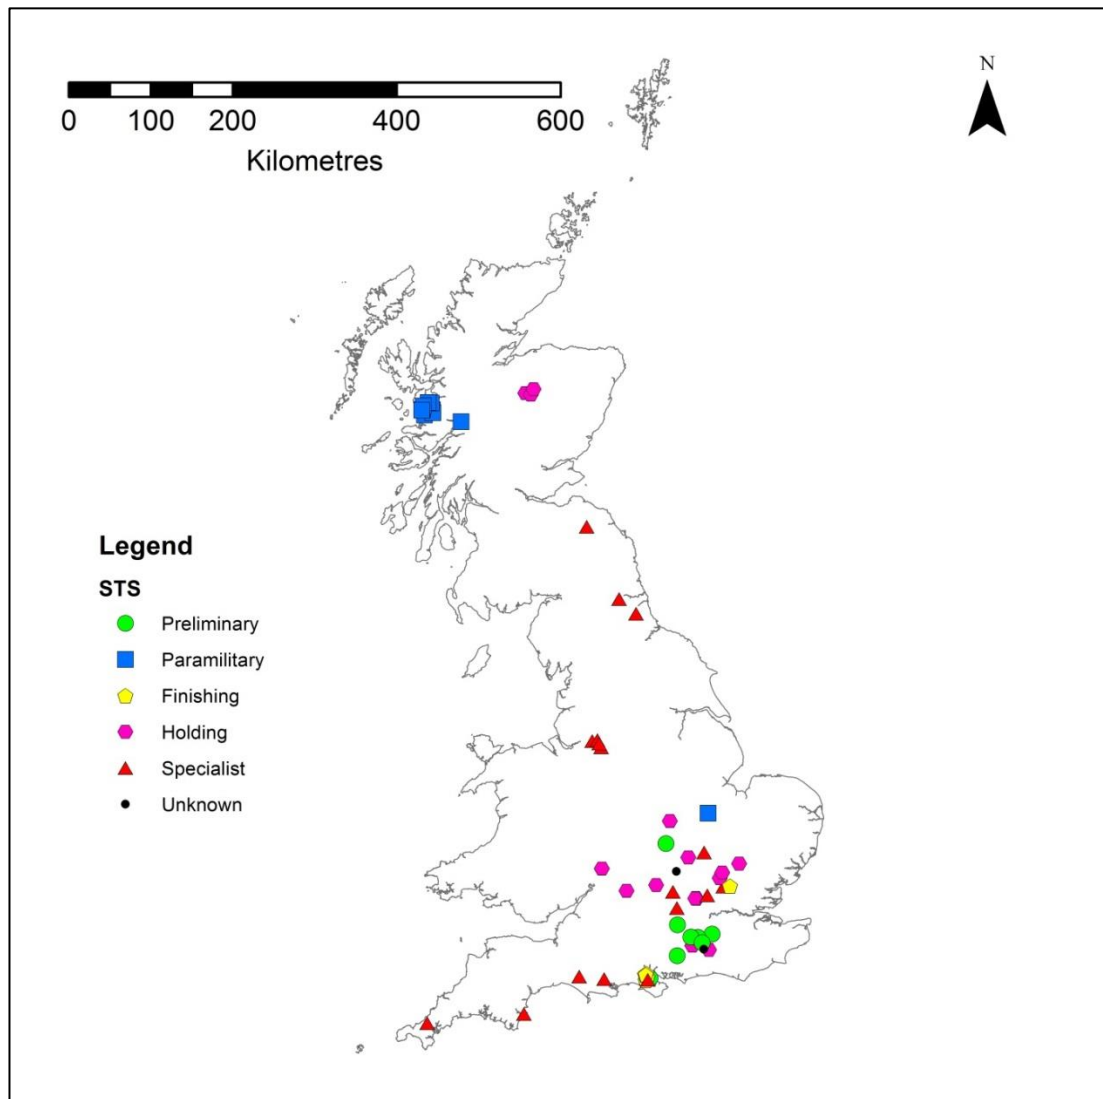 N
0 100 200 400 600
Kilometres
Legend
STS
Preliminary
Paramilitary
Finishing
Holding
Specialist
Unknown